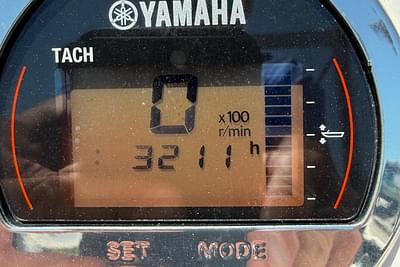 YAMAHA
TACH
0
x100
r/min
3211 h
SET MODE